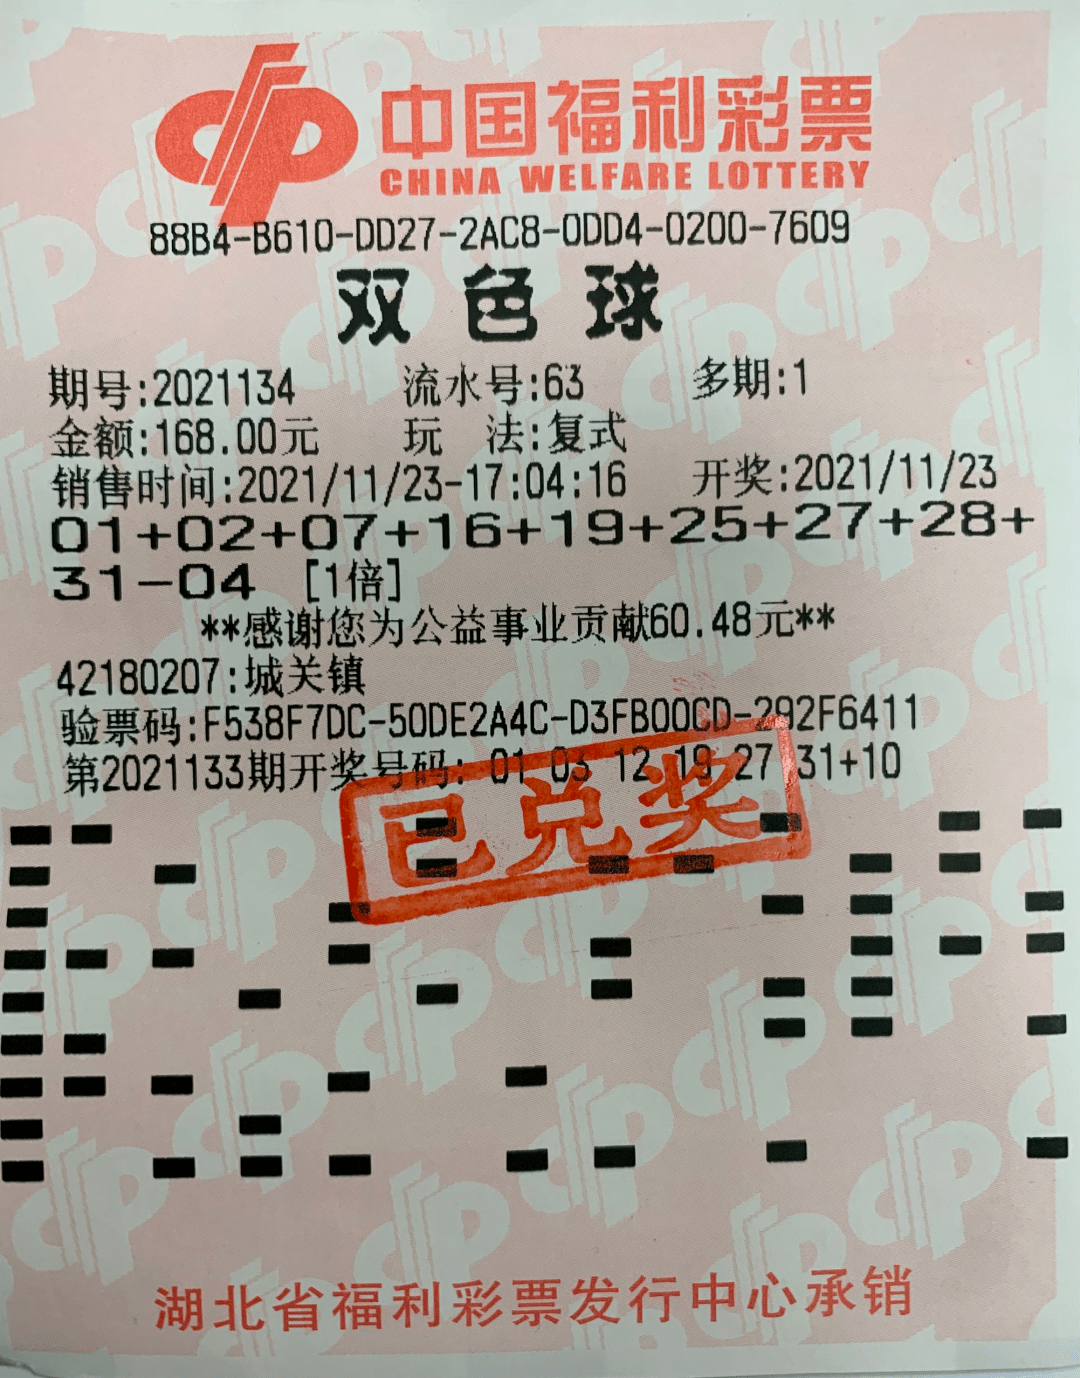 中国福利彩票
CHINA WELFARE LOTTERY
88B4-B610-DD27-2AC8-0DD4-0200-7609
双色球
期号:2021134 流水号:63 多期:1
金额:168.00元 玩 法:复式
销售时间:2021/11/23-17:04:16 开奖:2021/11/23
01+02+07+16+19+25+27+28+
31-04 [1倍]
**感谢您为公益事业贡献60.48元**
42180207:城关镇
验票码:F538F7DC-50DE2A4C-D3FB00CD-292F6411
第2021133期开奖号码: 01 03 12 19 27 31+10
已兑奖
湖北省福利彩票发行中心承销